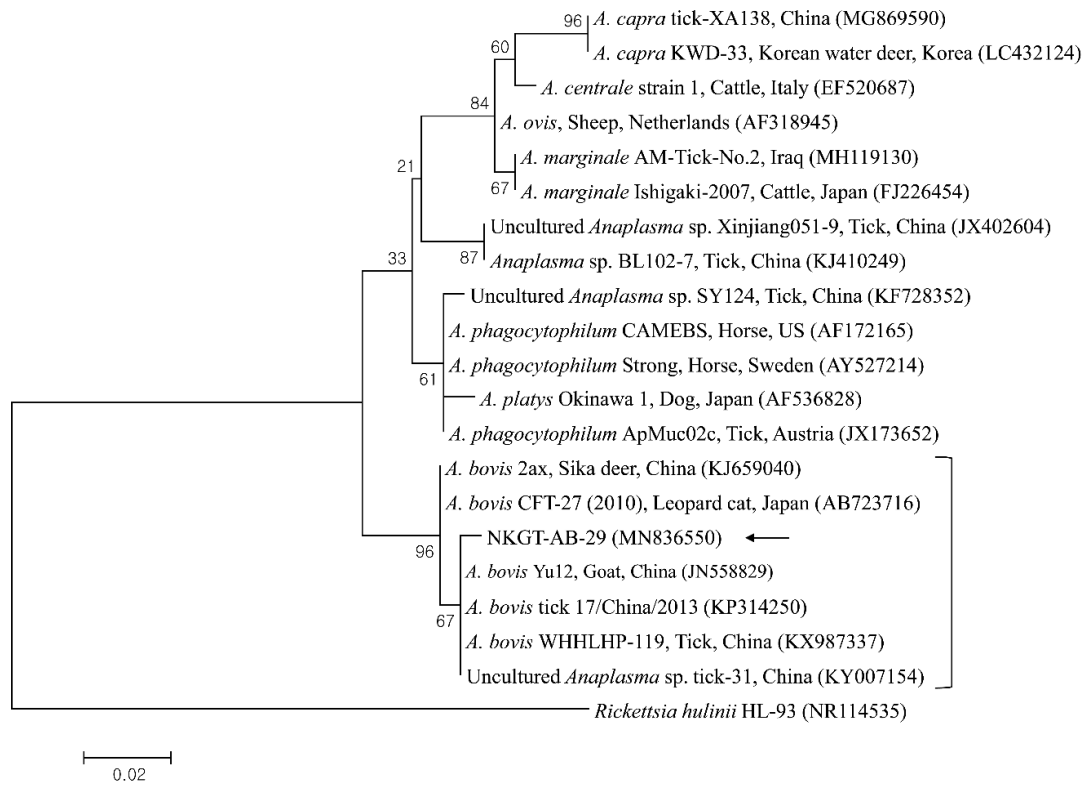 96
A. capra tick-XA138, China (MG869590)
60
A. capra KWD-33, Korean water deer, Korea (LC432124)
A. centrale strain 1, Cattle, Italy (EF520687)
84
A. ovis, Sheep, Netherlands (AF318945)
A. marginale AM-Tick-No.2, Iraq (MH119130)
21
67
A. marginale Ishigaki-2007, Cattle, Japan (FJ226454)
Uncultured Anaplasma sp. Xinjiang051-9, Tick, China (JX402604)
33
87
Anaplasma sp. BL102-7, Tick, China (KJ410249)
Uncultured Anaplasma sp. SY124, Tick, China (KF728352)
A. phagocytophilum CAMEBS, Horse, US (AF172165)
A. phagocytophilum Strong, Horse, Sweden (AY527214)
61
A. platys Okinawa 1, Dog, Japan (AF536828)
A. phagocytophilum ApMuc02c, Tick, Austria (JX173652)
A. bovis 2ax, Sika deer, China (KJ659040)
A. bovis CFT-27 (2010), Leopard cat, Japan (AB723716)
NKGT-AB-29 (MN836550)
96
A. bovis Yu12, Goat, China (JN558829)
A. bovis tick 17/China/2013 (KP314250)
67
A. bovis WHHLHP-119, Tick, China (KX987337)
Uncultured Anaplasma sp. tick-31, China (KY007154)
Rickettsia hulinii HL-93 (NR114535)
0.02